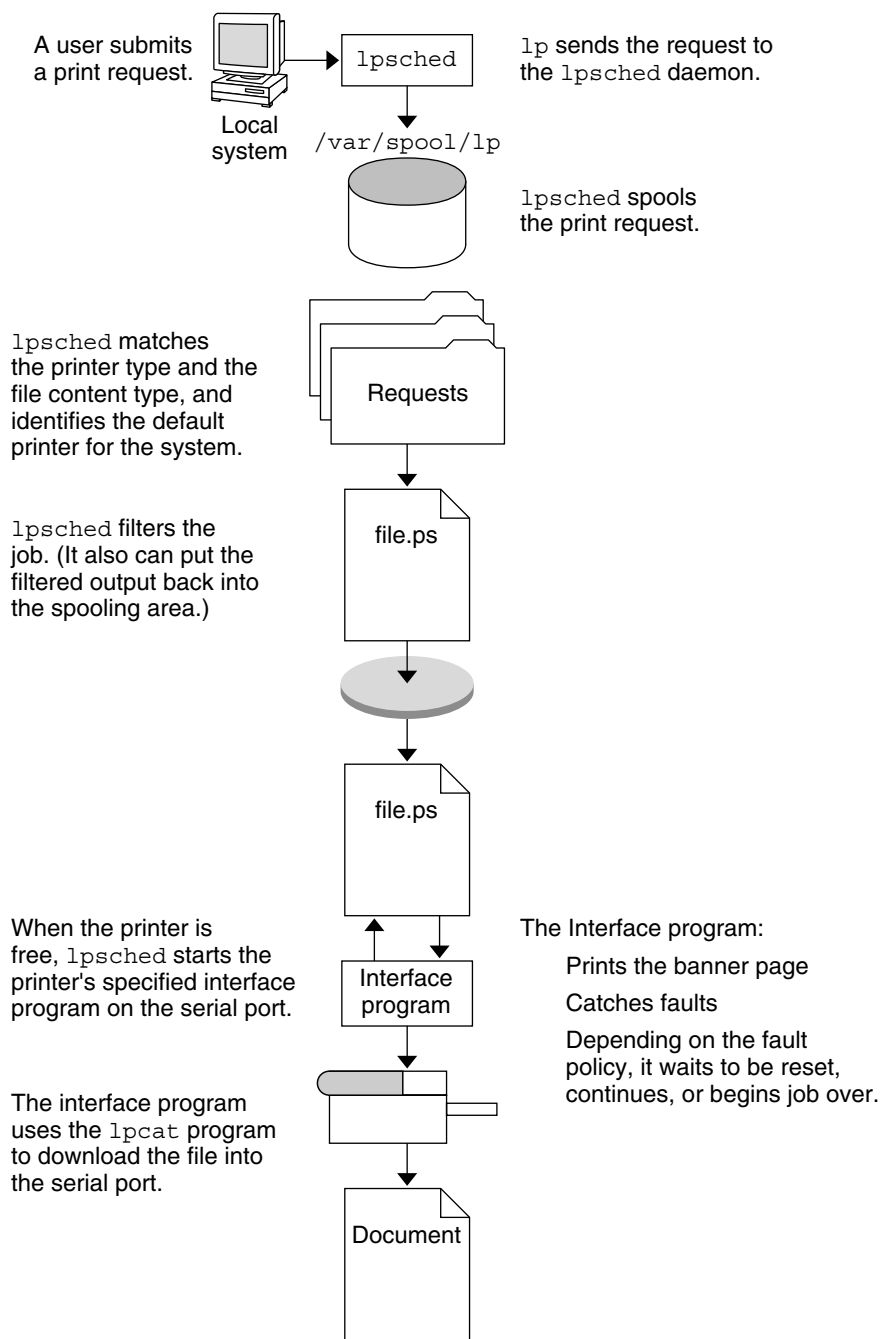 A user submits
a print request.
Local
system
lpsched
lp sends the request to
the lpsched daemon.
/var/spool/lp
lpsched spools
the print request.
lpsched matches
the printer type and the
file content type, and
identifies the default
printer for the system.
Requests
lpsched filters the
job. (It also can put the
filtered output back into
the spooling area.)
file.ps
file.ps
When the printer is
free, lpsched starts the
printer's specified interface
program on the serial port.
Interface
program
The Interface program:
Prints the banner page
Catches faults
Depending on the fault
policy, it waits to be reset,
continues, or begins job over.
The interface program
uses the lpcat program
to download the file into
the serial port.
Document